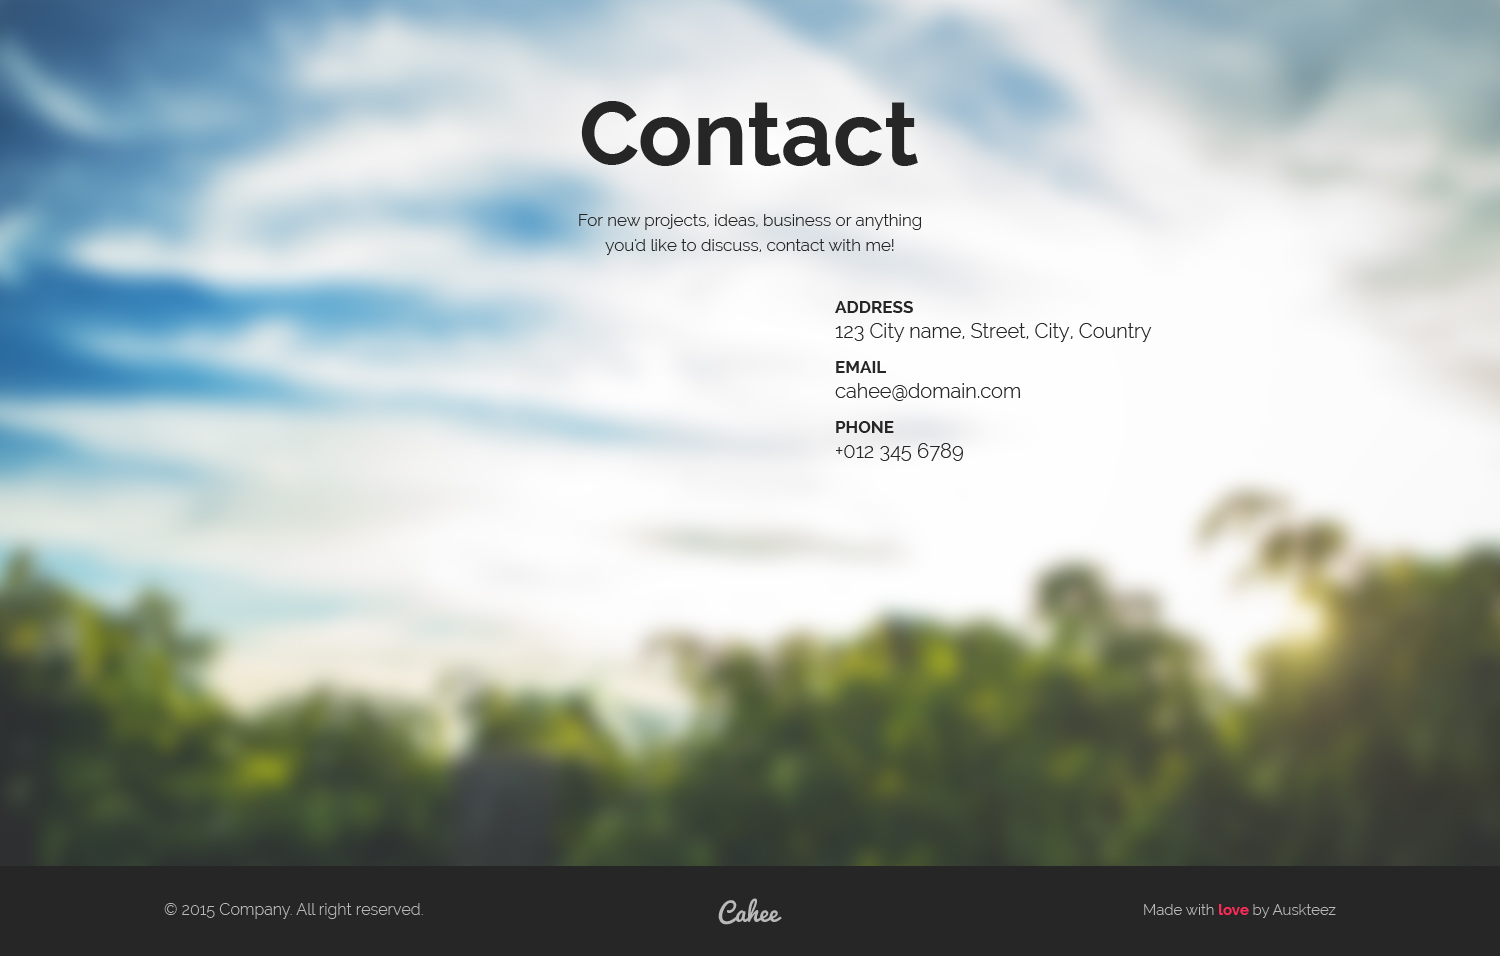 Contact
For new projects, ideas, business or anything
you'd like to discuss, contact with me!
ADDRESS
123 City name, Street, City, Country
EMAIL
cahee@domain.com
PHONE
+012 345 6789
© 2015 Company. All right reserved.
Cahee
Made with love by Auskteez